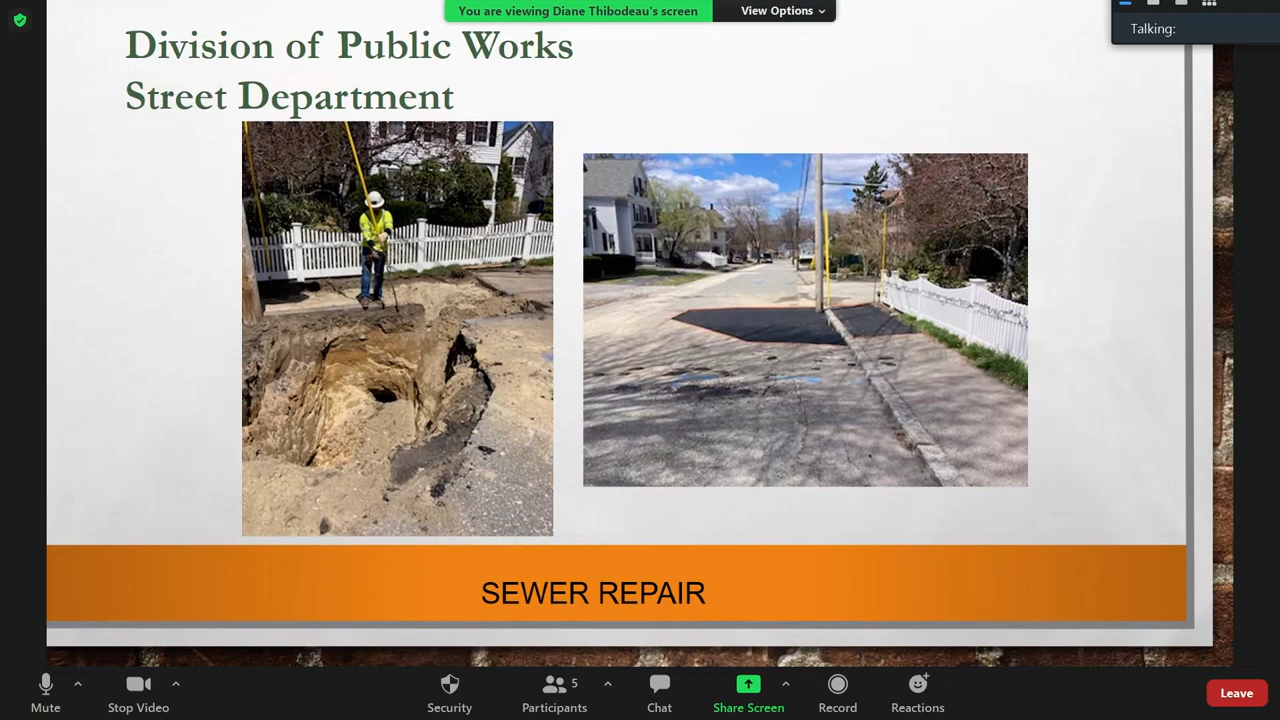 You are viewing Diane Thibodeau's screen
View Options
Talking:
Division of Public Works
Street Department
SEWER REPAIR
Mute
Stop Video
Security
5
Participants
Chat
Share Screen
Record
Reactions
Leave